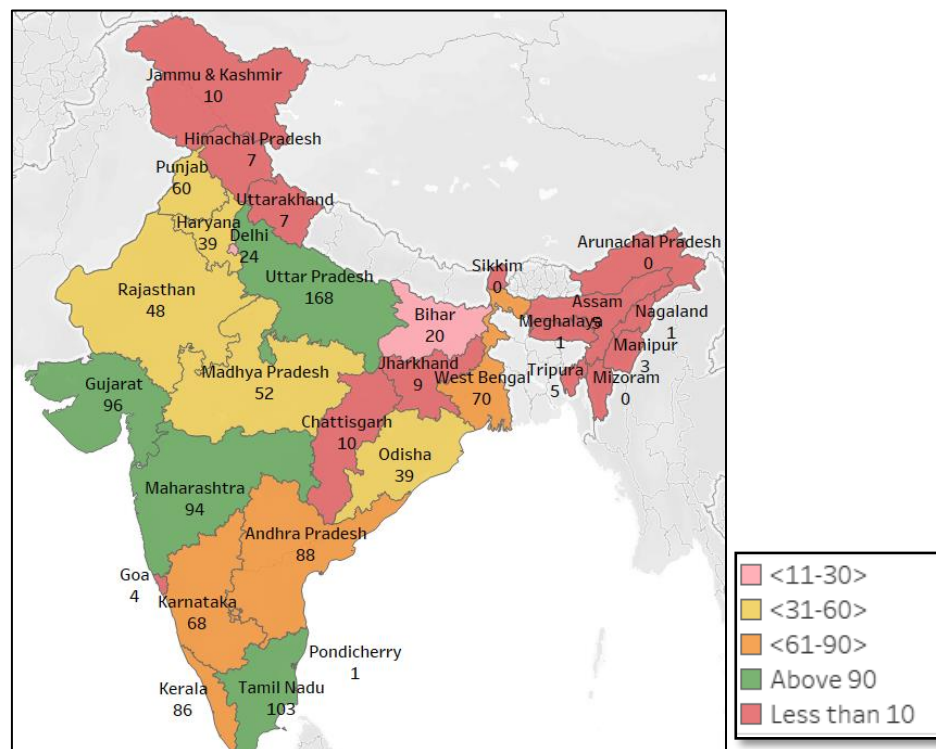 Jammu & Kashmir
10
Himachal Pradesh
7
Punjab
60
Uttarakhand
7
Haryana
39
Delhi
24
Uttar Pradesh
168
Rajasthan
48
Bihar
20
Sikkim
0
Arunachal Pradesh
0
Assam
5
Nagaland
1
Meghalaya
1
Manipur
3
Tripura
5
Mizoram
0
Gujarat
96
Madhya Pradesh
52
Jharkhand
9
West Bengal
70
Chattisgarh
10
Odisha
39
Maharashtra
94
Andhra Pradesh
88
Goa
4
Karnataka
68
Pondicherry
1
Kerala
86
Tamil Nadu
103
<11-30>
<31-60>
<61-90>
Above 90
Less than 10